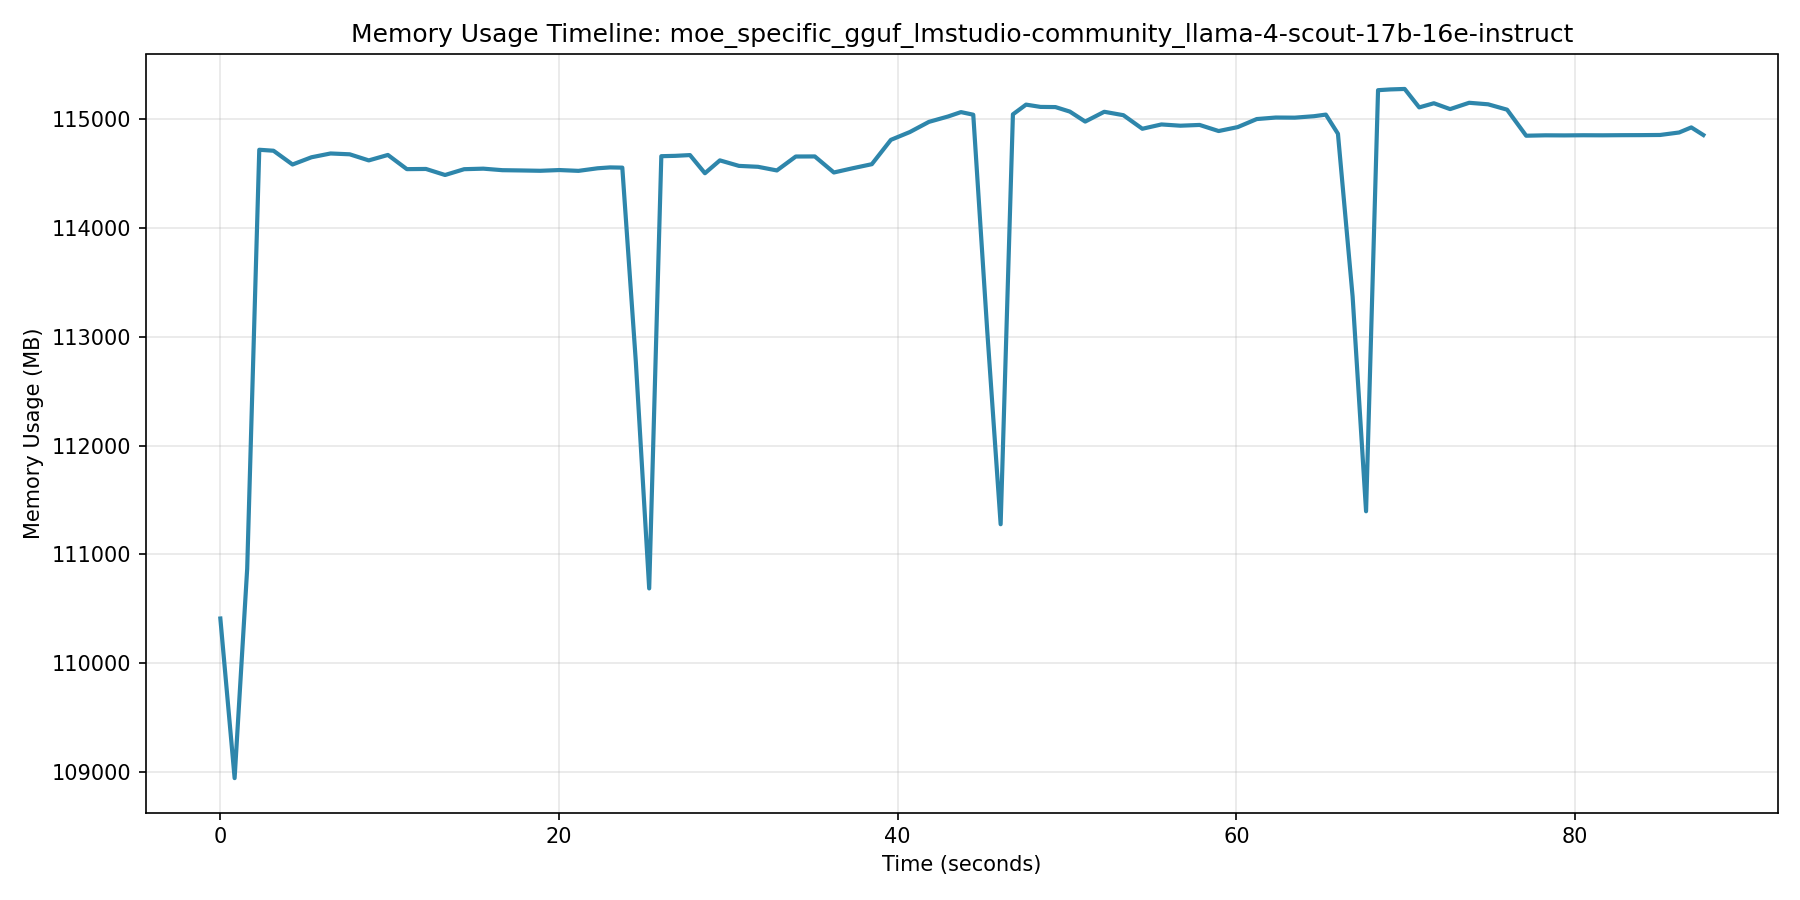 Memory Usage Timeline: moe_specific_gguf_lmstudio-community_llama-4-scout-17b-16e-instruct
Memory Usage (MB)
115000
114000
113000
112000
111000
110000
109000
0 20 40 60 80
Time (seconds)